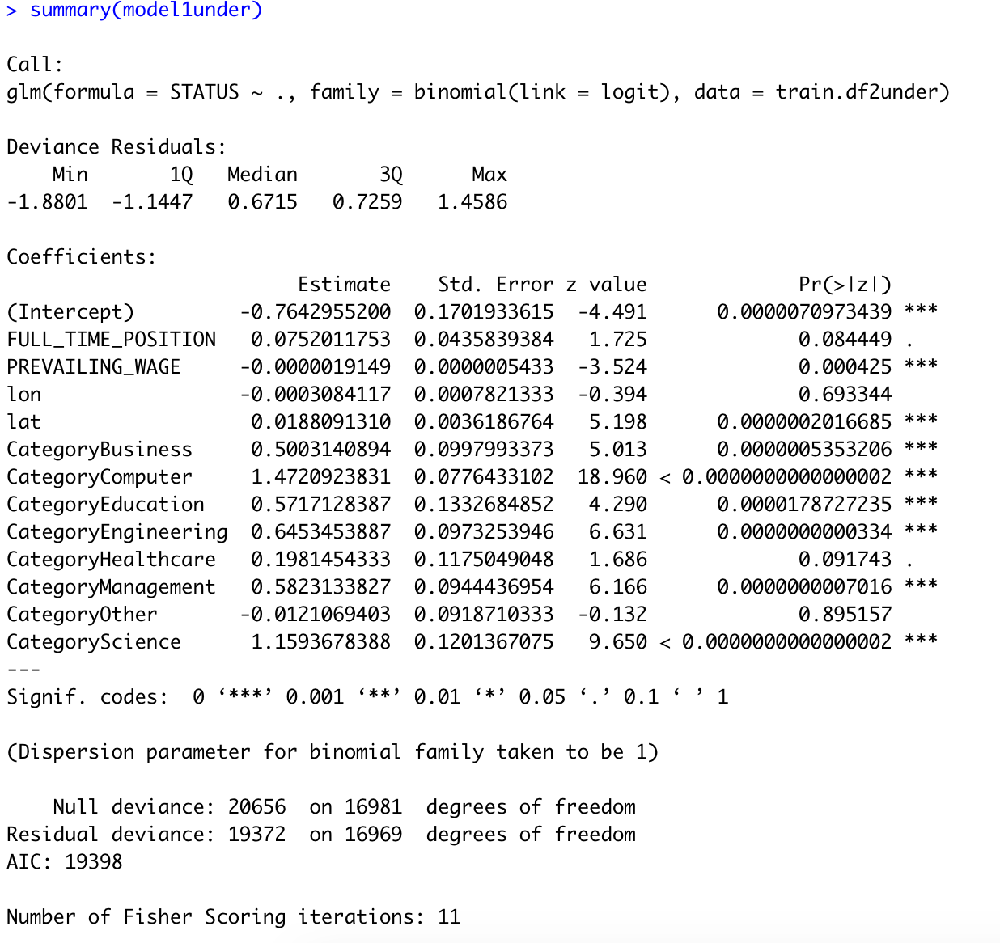 > summary(model1under)
Call:
glm(formula = STATUS ~ ., family = binomial(link = logit), data = train.df2under)
Deviance Residuals:
    Min       1Q   Median       3Q      Max
-1.8801  -1.1447   0.6715   0.7259   1.4586
Coefficients:
                         Estimate    Std. Error z value             Pr(>|z|)
(Intercept)         -0.7642955200  0.1701933615  -4.491      0.0000070973439 ***
FULL_TIME_POSITION   0.0752011753  0.0435839384   1.725             0.084449 .
PREVAILING_WAGE     -0.0000019149  0.0000005433  -3.524             0.000425 ***
lon                 -0.0003084117  0.0007821333  -0.394             0.693344
lat                  0.0188091310  0.0036186764   5.198      0.0000002016685 ***
CategoryBusiness     0.5003140894  0.0997993373   5.013      0.0000005353206 ***
CategoryComputer     1.4720923831  0.0776433102  18.960 < 0.0000000000000002 ***
CategoryEducation    0.5717128387  0.1332684852   4.290      0.0000178727235 ***
CategoryEngineering  0.6453453887  0.0973253946   6.631      0.0000000000334 ***
CategoryHealthcare   0.1981454333  0.1175049048   1.686             0.091743 .
CategoryManagement   0.5823133827  0.0944436954   6.166      0.0000000007016 ***
CategoryOther       -0.0121069403  0.0918710333  -0.132             0.895157
CategoryScience      1.1593678388  0.1201367075   9.650 < 0.0000000000000002 ***
---
Signif. codes:  0 ‘***’ 0.001 ‘**’ 0.01 ‘*’ 0.05 ‘.’ 0.1 ‘ ’ 1
(Dispersion parameter for binomial family taken to be 1)
    Null deviance: 20656  on 16981  degrees of freedom
Residual deviance: 19372  on 16969  degrees of freedom
AIC: 19398
Number of Fisher Scoring iterations: 11